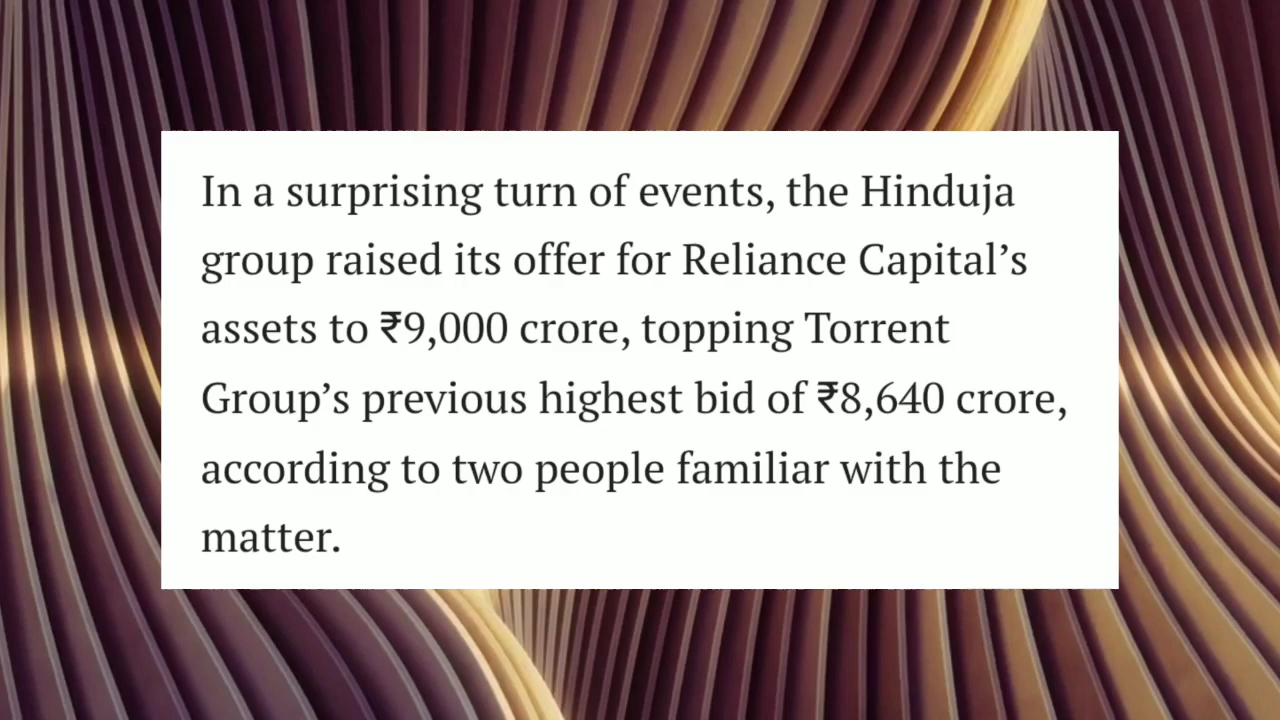 In a surprising turn of events, the Hinduja
group raised its offer for Reliance Capital’s
assets to ₹9,000 crore, topping Torrent
Group’s previous highest bid of ₹8,640 crore,
according to two people familiar with the
matter.